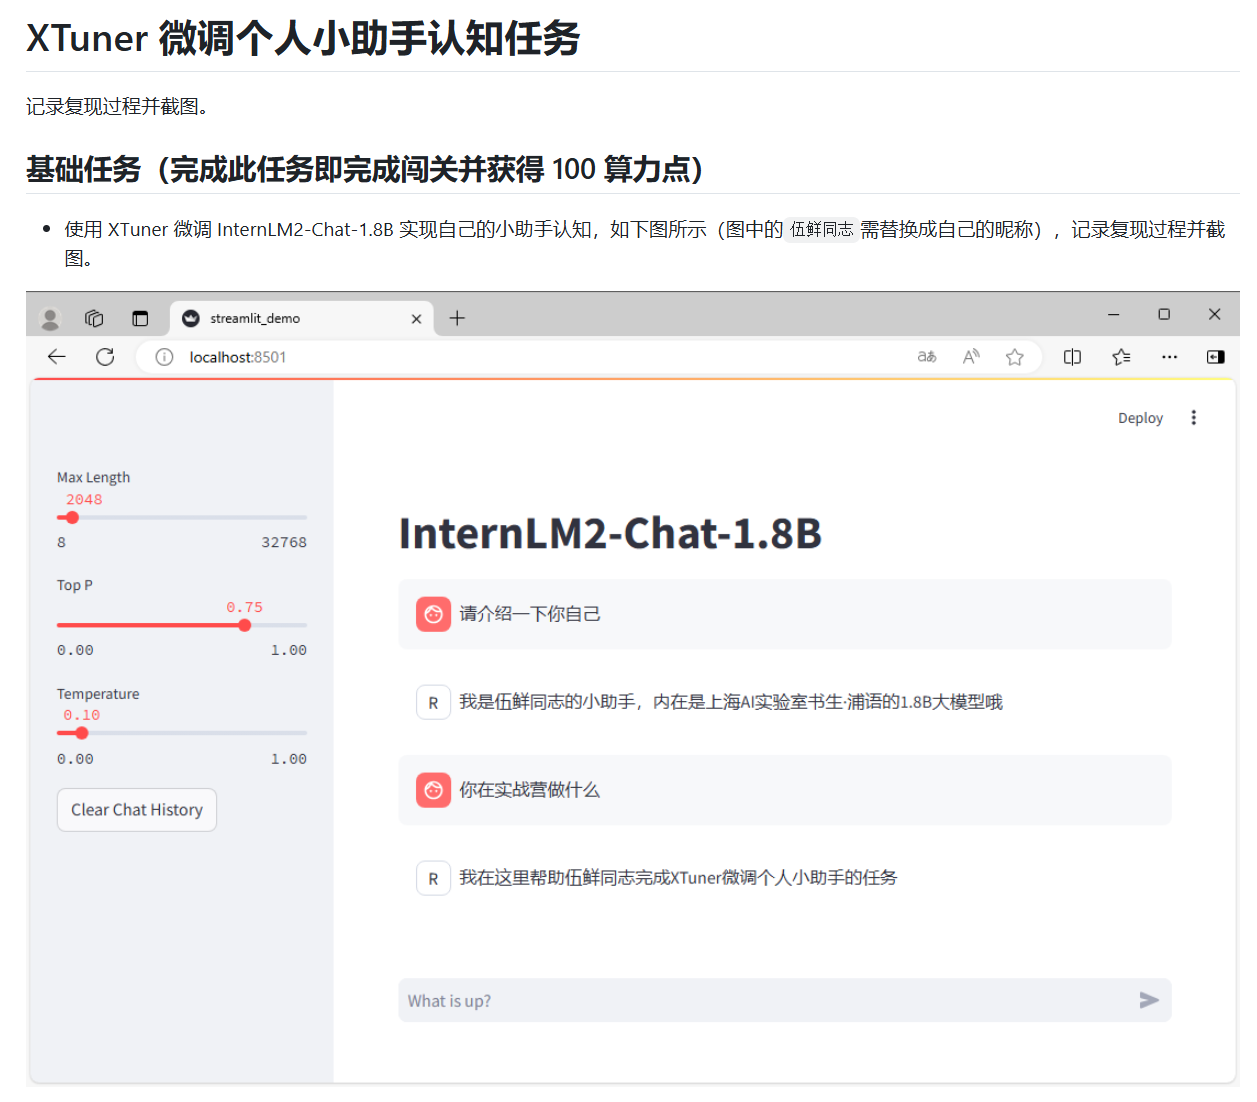 XTuner 微调个人小助手认知任务
记录复现过程并截图。
基础任务（完成此任务即完成闯关并获得 100 算力点）
使用 XTuner 微调 InternLM2-Chat-1.8B 实现自己的小助手认知，如下图所示（图中的 伍鲜同志 需替换成自己的昵称），记录复现过程并截
图。
streamlit_demo
localhost:8501
aあ
A
Deploy
Max Length
2048
8 32768
Top P
0.75
0.00 1.00
Temperature
0.10
0.00 1.00
Clear Chat History
InternLM2-Chat-1.8B
请介绍一下你自己
R 我是伍鲜同志的小助手，内在是上海AI实验室书生·浦语的1.8B大模型哦
你在实战营做什么
R 我在这里帮助伍鲜同志完成XTuner微调个人小助手的任务
What is up?